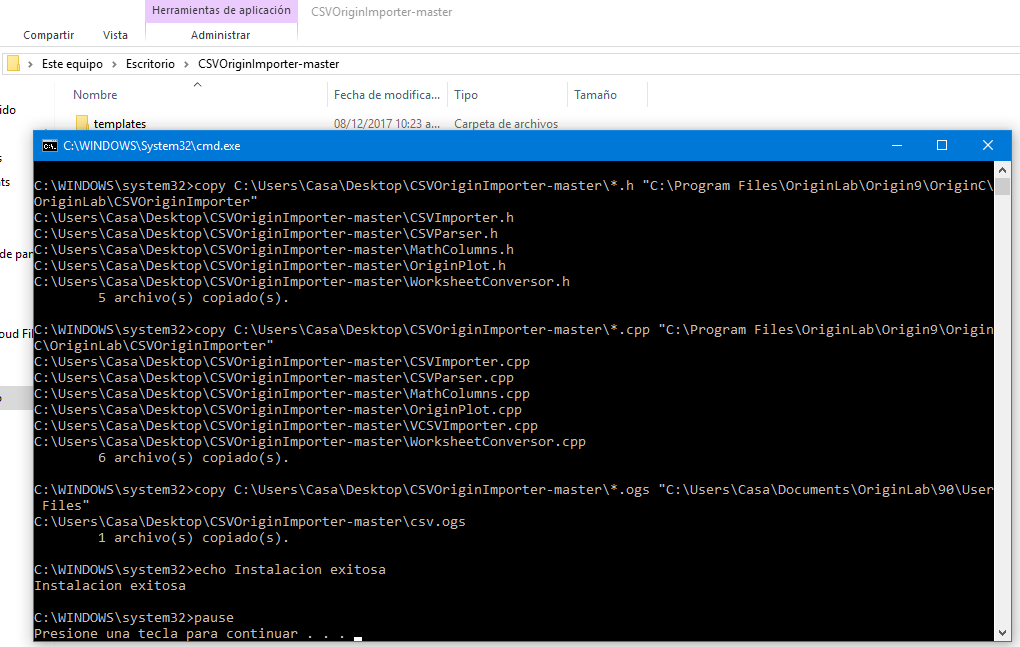 Herramientas de aplicación
CSVOriginImporter-master
Compartir
Vista
Administrar
Este equipo
Escritorio
CSVOriginImporter-master
Nombre
Fecha de modifica...
Tipo
Tamaño
ido
templates
08/12/2017 10:23 a...
Carpeta de archivos
C:\WINDOWS\System32\cmd.exe
s
ts
de par
oud Fil
C:\WINDOWS\system32>copy C:\Users\Casa\Desktop\CSVOriginImporter-master\*.h "C:\Program Files\OriginLab\Origin9\OriginC\
OriginLab\CSVOriginImporter"
C:\Users\Casa\Desktop\CSVOriginImporter-master\CSVImporter.h
C:\Users\Casa\Desktop\CSVOriginImporter-master\CSVParser.h
C:\Users\Casa\Desktop\CSVOriginImporter-master\MathColumns.h
C:\Users\Casa\Desktop\CSVOriginImporter-master\OriginPlot.h
C:\Users\Casa\Desktop\CSVOriginImporter-master\WorksheetConversor.h
5 archivo(s) copiado(s).
C:\WINDOWS\system32>copy C:\Users\Casa\Desktop\CSVOriginImporter-master\*.cpp "C:\Program Files\OriginLab\Origin9\Origin
C\OriginLab\CSVOriginImporter"
C:\Users\Casa\Desktop\CSVOriginImporter-master\CSVImporter.cpp
C:\Users\Casa\Desktop\CSVOriginImporter-master\CSVParser.cpp
C:\Users\Casa\Desktop\CSVOriginImporter-master\MathColumns.cpp
C:\Users\Casa\Desktop\CSVOriginImporter-master\OriginPlot.cpp
C:\Users\Casa\Desktop\CSVOriginImporter-master\VCSVImporter.cpp
C:\Users\Casa\Desktop\CSVOriginImporter-master\WorksheetConversor.cpp
6 archivo(s) copiado(s).
C:\WINDOWS\system32>copy C:\Users\Casa\Desktop\CSVOriginImporter-master\*.ogs "C:\Users\Casa\Documents\OriginLab\90\User
Files"
C:\Users\Casa\Desktop\CSVOriginImporter-master\csv.ogs
1 archivo(s) copiado(s).
C:\WINDOWS\system32>echo Instalacion exitosa
Instalacion exitosa
C:\WINDOWS\system32>pause
Presione una tecla para continuar . . .